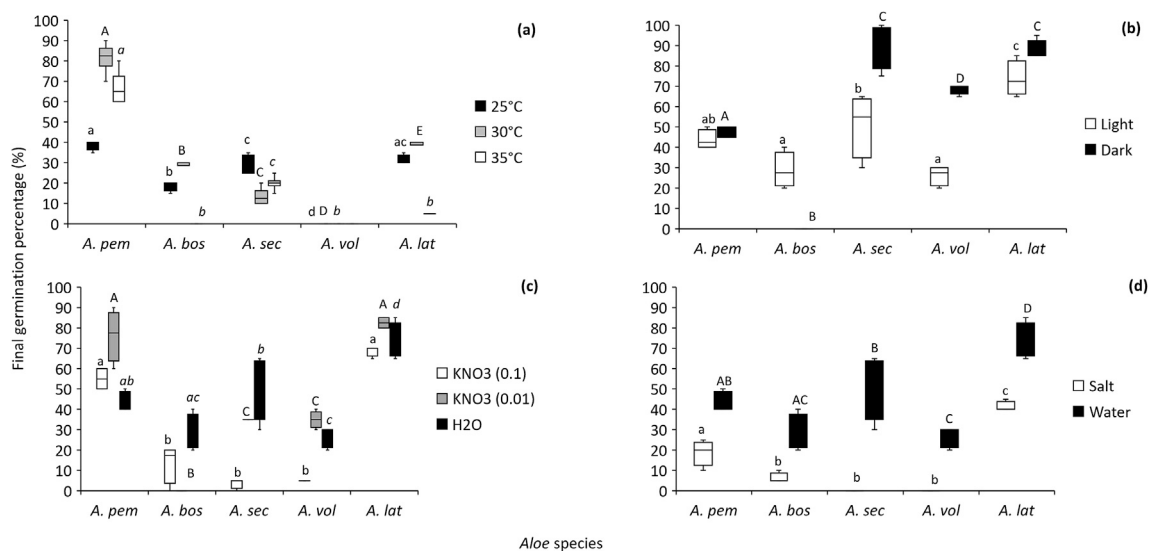 Final germination percentage (%)
(a)
100
90
80
70
60
50
40
30
20
10
0
a
A
a
b
B
b
c
C
c
d
D
b
ac
E
b
A. pem
A. bos
A. sec
A. vol
A. lat
25°C
30°C
35°C
(b)
100
90
80
70
60
50
40
30
20
10
0
ab
A
a
B
b
C
a
D
c
C
A. pem
A. bos
A. sec
A. vol
A. lat
Light
Dark
(c)
100
90
80
70
60
50
40
30
20
10
0
a
A
ab
b
B
ac
b
C
b
b
C
c
a
A
d
A. pem
A. bos
A. sec
A. vol
A. lat
KNO3 (0.1)
KNO3 (0.01)
H2O
(d)
100
90
80
70
60
50
40
30
20
10
0
a
AB
b
AC
b
B
b
C
c
D
A. pem
A. bos
A. sec
A. vol
A. lat
Salt
Water
Aloe species